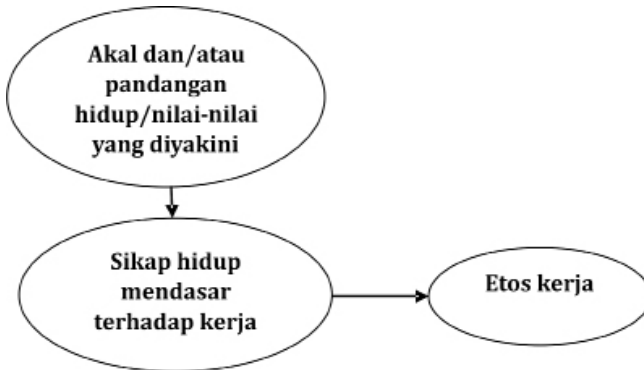 Akal dan/atau
pandangan
hidup/nilai-nilai
yang diyakini
Sikap hidup
mendasar
terhadap kerja
Etos kerja